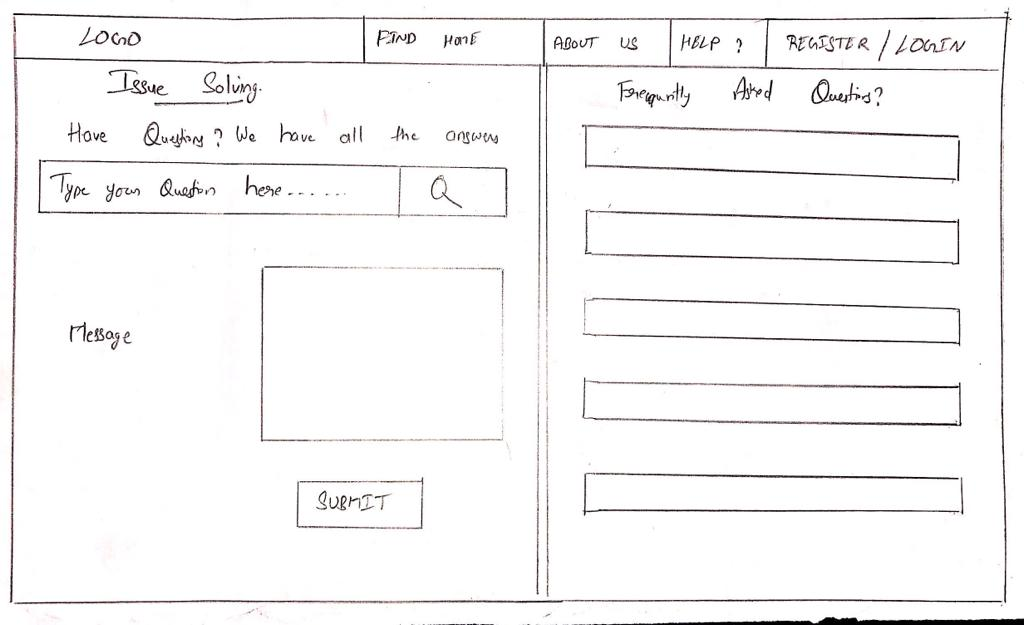 LOGO
FIND HOME
ABOUT US
HELP ?
REGISTER / LOGIN
Issue Solving.
Have Questions? We have all the answers
Type your Question here......
Message
SUBMIT
Asked Questions?